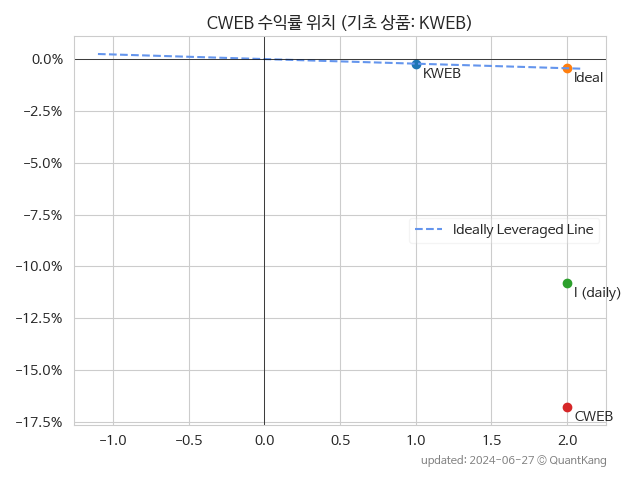 CWEB 수익률 위치 (기초 상품: KWEB)
0.0%
−2.5%
−5.0%
−7.5%
−10.0%
−12.5%
−15.0%
−17.5%
KWEB
Ideal
Ideally Leveraged Line
I (daily)
CWEB
−1.0 −0.5 0.0 0.5 1.0 1.5 2.0
updated: 2024-06-27 © QuantKang